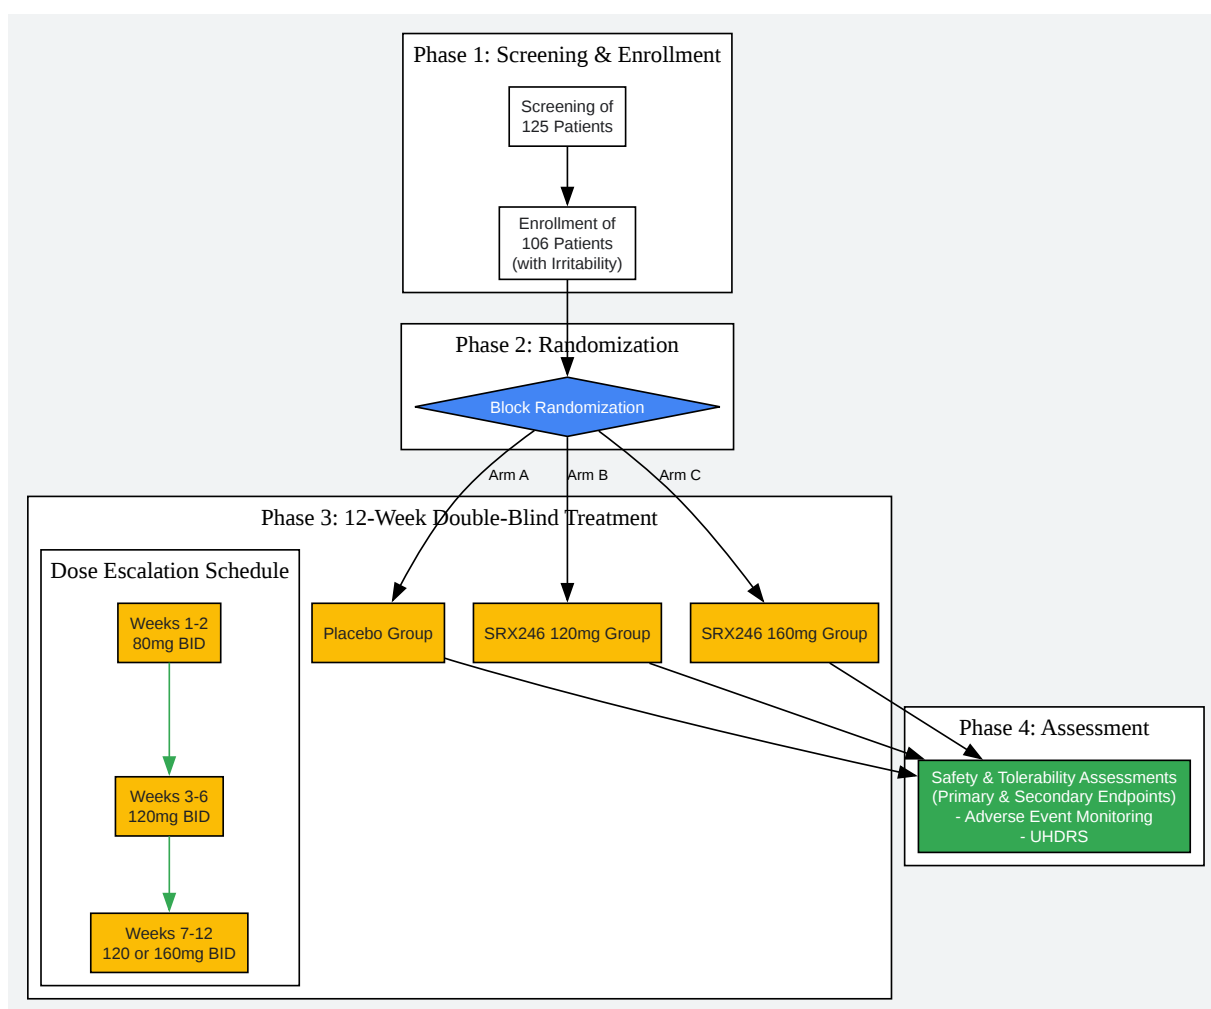 Phase 1: Screening & Enrollment
Screening of
125 Patients
Enrollment of
106 Patients
(with Irritability)
Phase 2: Randomization
Block Randomization
Arm A
Arm B
Arm C
Phase 3: 12-Week Double-Blind Treatment
Dose Escalation Schedule
Weeks 1-2
80mg BID
Weeks 3-6
120mg BID
Weeks 7-12
120 or 160mg BID
Placebo Group
SRX246 120mg Group
SRX246 160mg Group
Phase 4: Assessment
Safety & Tolerability Assessments
(Primary & Secondary Endpoints)
- Adverse Event Monitoring
- UHDRS